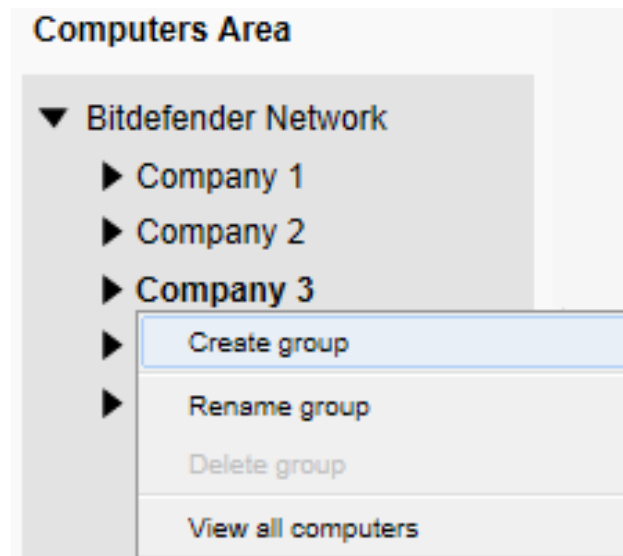 Computers Area
Bitdefender Network
Company 1
Company 2
Company 3
Create group
Rename group
Delete group
View all computers